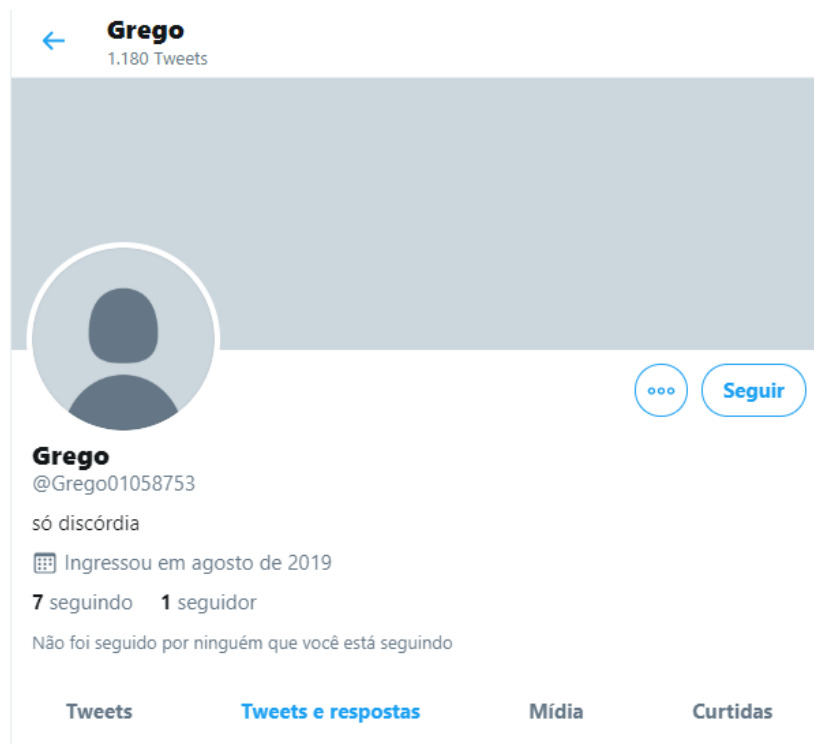 Grego
1.180 Tweets
Seguir
Grego
@Grego01058753
só discórdia
Ingressou em agosto de 2019
7 seguindo 1 seguidor
Não foi seguido por ninguém que você está seguindo
Tweets Tweets e respostas Mídia Curtidas